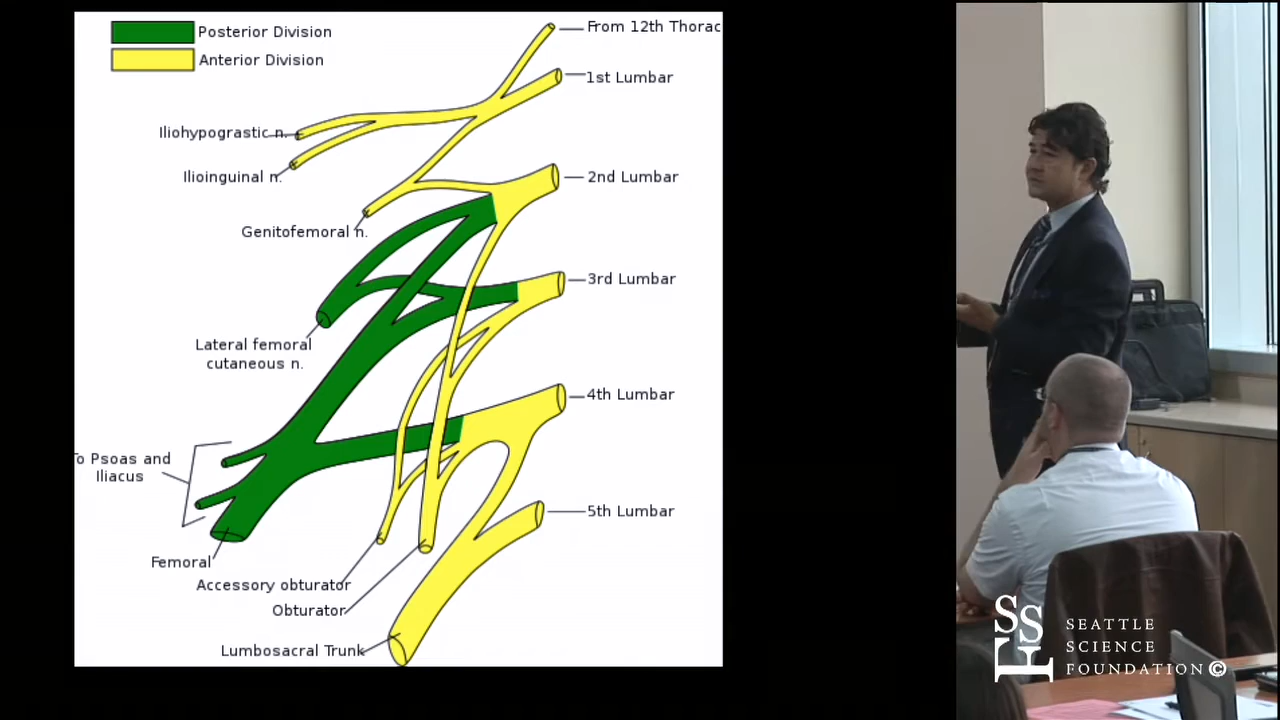 Posterior Division
Anterior Division
From 12th Thorac
1st Lumbar
Iliohypograstic n.
Ilioinguinal n.
2nd Lumbar
Genitofemoral n.
3rd Lumbar
Lateral femoral
cutaneous n.
4th Lumbar
To Psoas and
Iliacus
5th Lumbar
Femoral
Accessory obturator
Obturator
Lumbosacral Trunk
SSF
SEATTLE
SCIENCE
FOUNDATION©